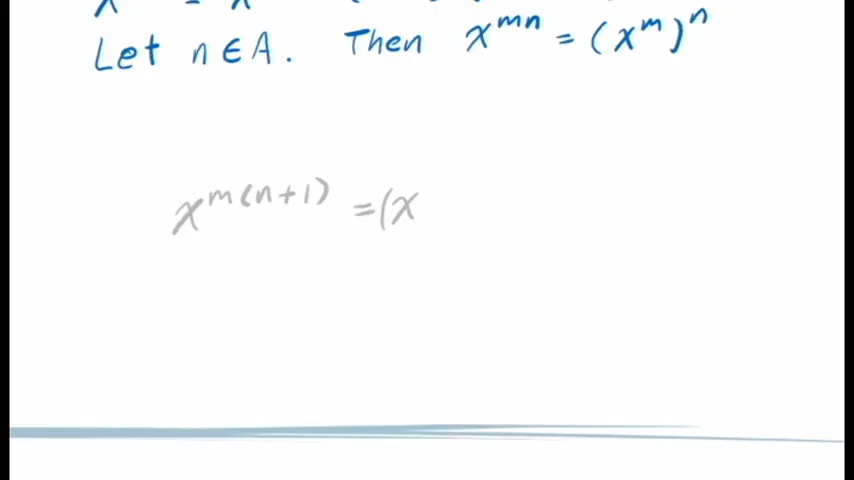 Let n ∈ A. Then x^{mn} = (x^m)^n
x^{m(n+1)} = (x